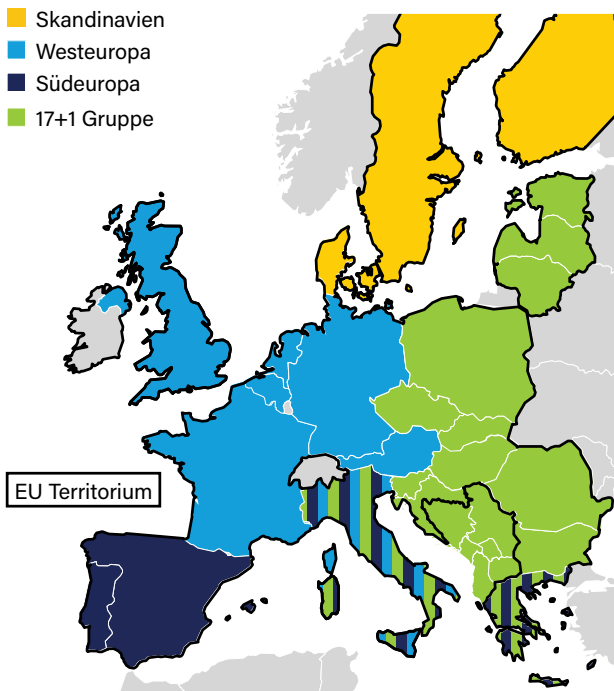 Skandinavien
Westeuropa
Südeuropa
17+1 Gruppe
EU Territorium